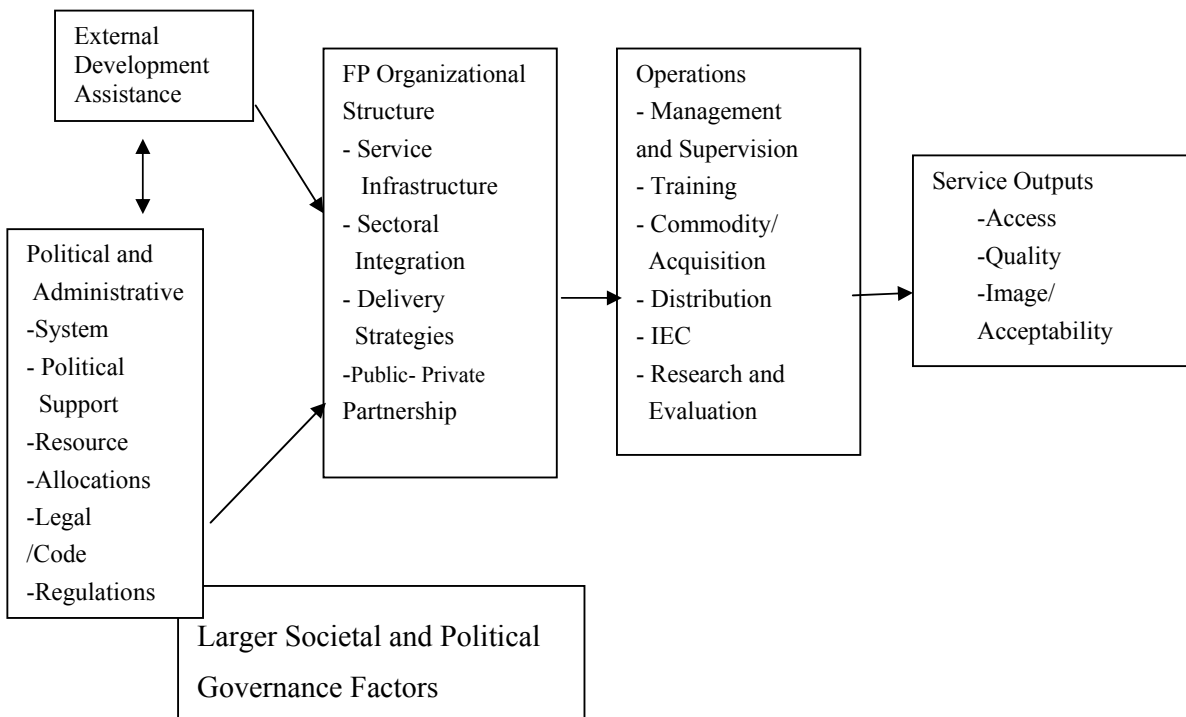 External
Development
Assistance
Political and
Administrative
-System
- Political
Support
-Resource
-Allocations
-Legal
/Code
-Regulations
FP Organizational
Structure
- Service
Infrastructure
- Sectoral
Integration
- Delivery
Strategies
-Public- Private
Partnership
Operations
- Management
and Supervision
- Training
- Commodity/
Acquisition
- Distribution
- IEC
- Research and
Evaluation
Service Outputs
-Access
-Quality
-Image/
Acceptability
Larger Societal and Political
Governance Factors